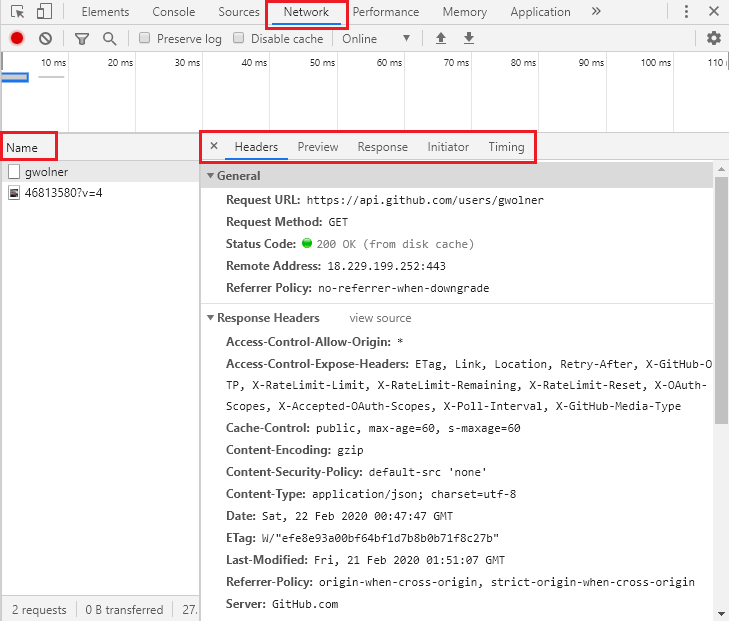 Elements Console Sources Network Performance Memory Application »
Preserve log Disable cache Online
10 ms 20 ms 30 ms 40 ms 50 ms 60 ms 70 ms 80 ms 90 ms 100 ms 110
Name
× Headers Preview Response Initiator Timing
gwolner
46813580?v=4
General
Request URL: https://api.github.com/users/gwolner
Request Method: GET
Status Code: 200 OK (from disk cache)
Remote Address: 18.229.199.252:443
Referrer Policy: no-referrer-when-downgrade
Response Headers view source
Access-Control-Allow-Origin: *
Access-Control-Expose-Headers: ETag, Link, Location, Retry-After, X-GitHub-O
TP, X-RateLimit-Limit, X-RateLimit-Remaining, X-RateLimit-Reset, X-OAuth-
Scopes, X-Accepted-OAuth-Scopes, X-Poll-Interval, X-GitHub-Media-Type
Cache-Control: public, max-age=60, s-maxage=60
Content-Encoding: gzip
Content-Security-Policy: default-src 'none'
Content-Type: application/json; charset=utf-8
Date: Sat, 22 Feb 2020 00:47:47 GMT
ETag: W/"efe8e93a00bf64bf1d7b8b0b71f8c27b"
Last-Modified: Fri, 21 Feb 2020 01:51:07 GMT
Referrer-Policy: origin-when-cross-origin, strict-origin-when-cross-origin
Server: GitHub.com
2 requests 0 B transferred 27.